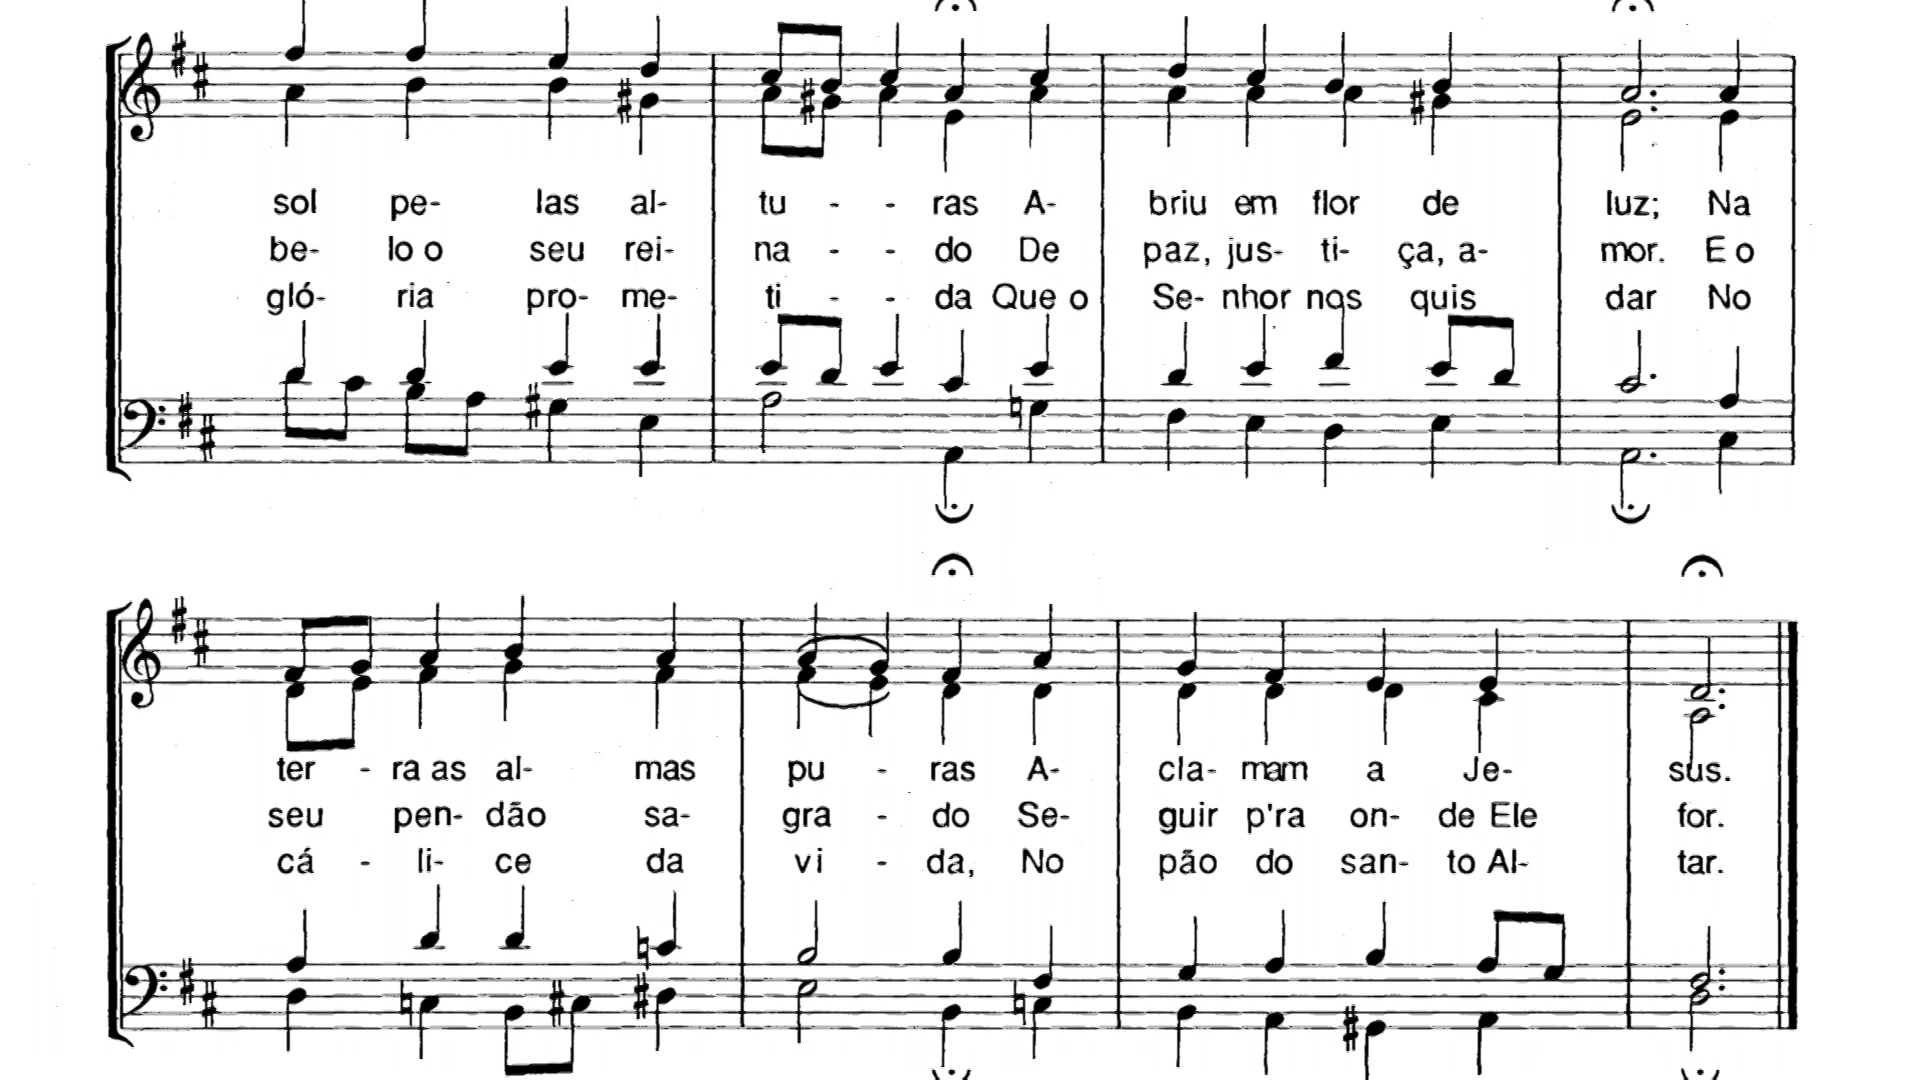 sol pe- las al- tu - - ras A- briu em flor de luz; Na
be- lo o seu rei- na - - do De paz, jus- ti- ça, a- mor. E o
gló- ria pro- me- ti - - da Que o Se- nhor nos quis dar No
ter - ra as al- mas pu - ras A- cla- mam a Je- sus.
seu pen- dão sa- gra - do Se- guir p'ra on- de Ele for.
cá - li- ce da vi - da, No pão do san- to Al- tar.